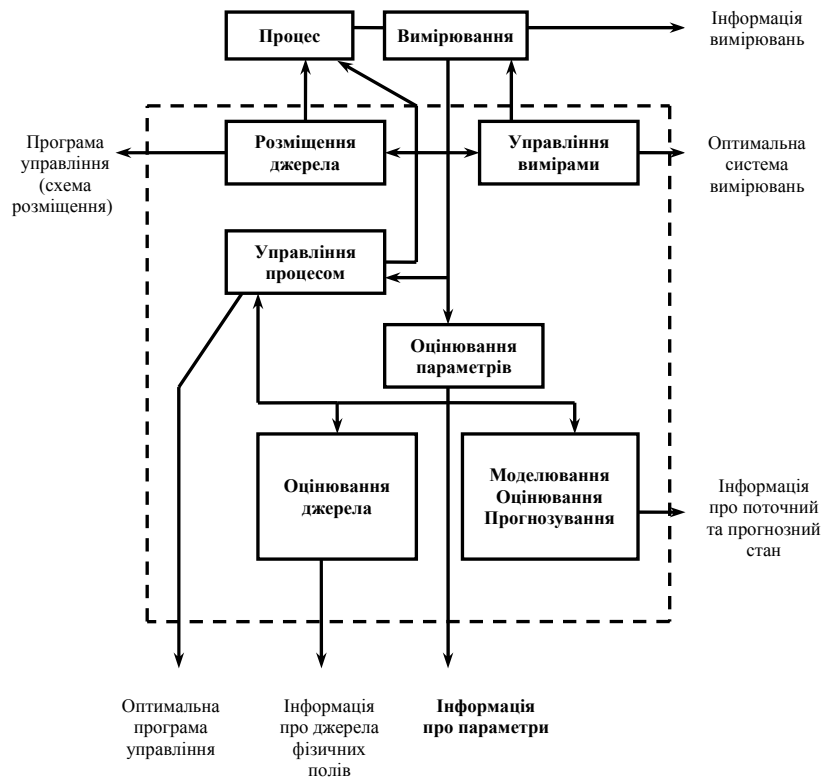 Процес
Вимірювання
Інформація
вимірювань
Програма
управління
(схема
розміщення)
Розміщення
джерела
Управління
вимірами
Оптимальна
система
вимірювань
Управління
процесом
Оцінювання
параметрів
Оцінювання
джерела
Моделювання
Оцінювання
Прогнозування
Інформація
про поточний
та прогнозний
стан
Оптимальна
програма
управління
Інформація
про джерела
фізичних
полів
Інформація
про параметри